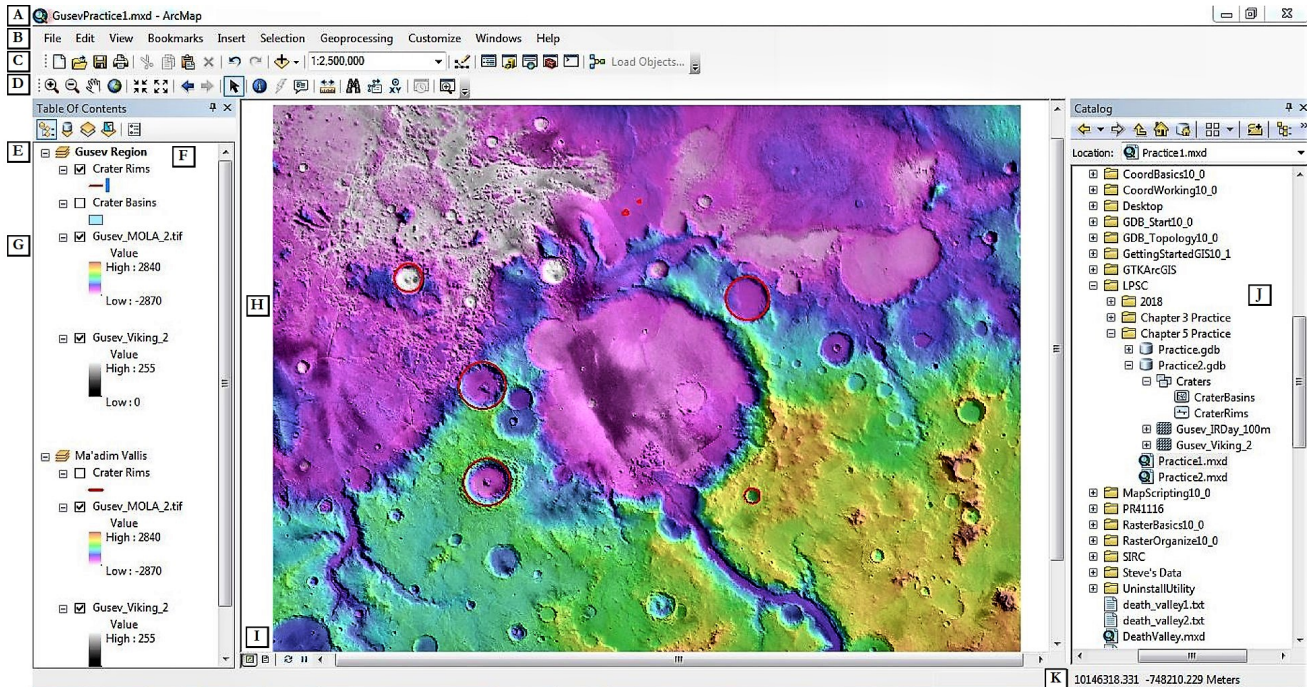 A GusevPractice1.mxd - ArcMap
B File Edit View Bookmarks Insert Selection Geoprocessing Customize Windows Help
C 1:2,500,000 Load Objects...
D
Table Of Contents
E Gusev Region F
Crater Rims
Crater Basins
G Gusev_MOLA_2.tif
Value
High : 2840
Low : -2870
Gusev_Viking_2
Value
High : 255
Low : 0
Ma'adim Vallis
Crater Rims
Gusev_MOLA_2.tif
Value
High : 2840
Low : -2870
Gusev_Viking_2
Value
High : 255
H
I
Catalog
Location: Practice1.mxd
CoordBasics10_0
CoordWorking10_0
Desktop
GDB_Start10_0
GDB_Topology10_0
GettingStartedGIS10_1
GTKArcGIS
LPSC
J
2018
Chapter 3 Practice
Chapter 5 Practice
Practice.gdb
Practice2.gdb
Craters
CraterBasins
CraterRims
Gusev_IRDay_100m
Gusev_Viking_2
Practice1.mxd
Practice2.mxd
MapScripting10_0
PR41116
RasterBasics10_0
RasterOrganize10_0
SIRC
Steve's Data
UninstallUtility
death_valley1.txt
death_valley2.txt
DeathValley.mxd
K 10146318.331 -748210.229 Meters